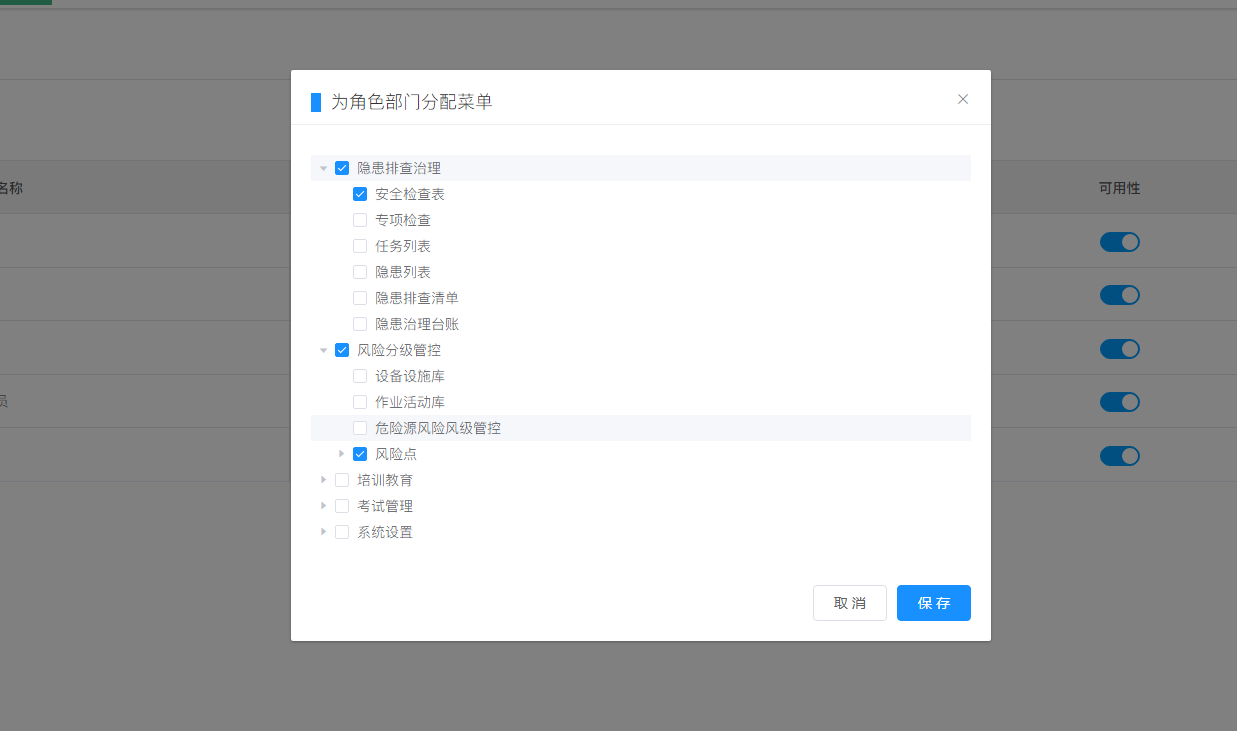 为角色部门分配菜单
名称
可用性
隐患排查治理
安全检查表
专项检查
任务列表
隐患列表
隐患排查清单
隐患治理台账
风险分级管控
设备设施库
员
作业活动库
危险源风险风级管控
风险点
培训教育
考试管理
系统设置
取 消
保 存